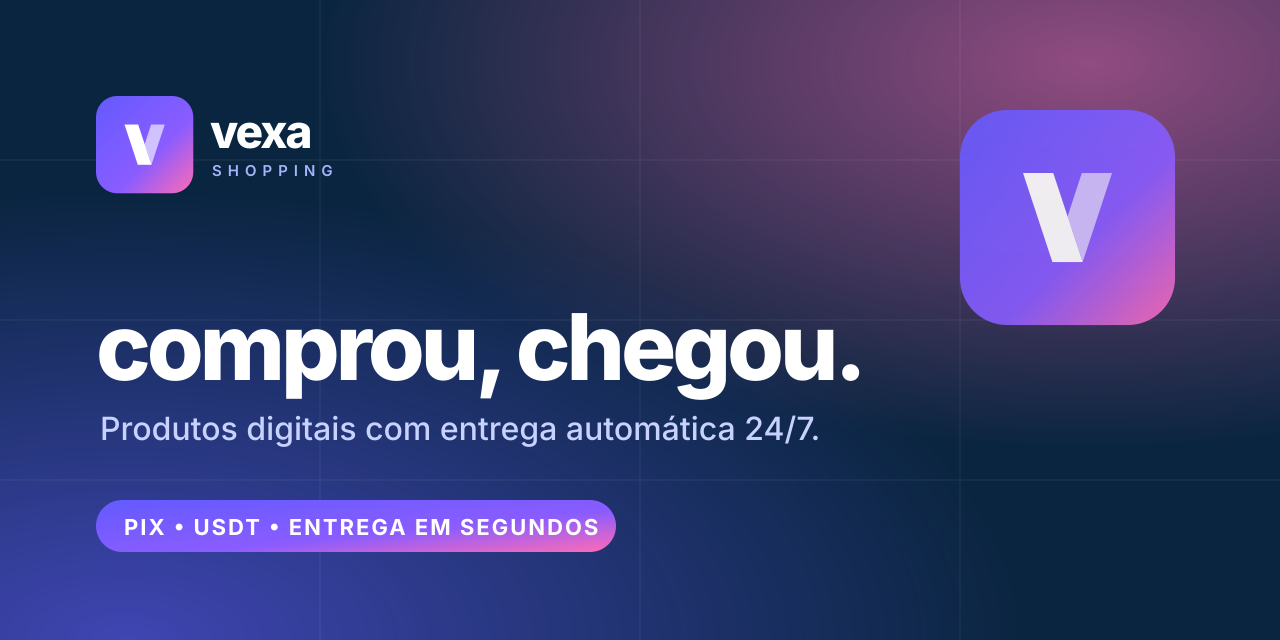 vexa
SHOPPING
V
comprou, chegou.
Produtos digitais com entrega automática 24/7.
PIX • USDT • ENTREGA EM SEGUNDOS